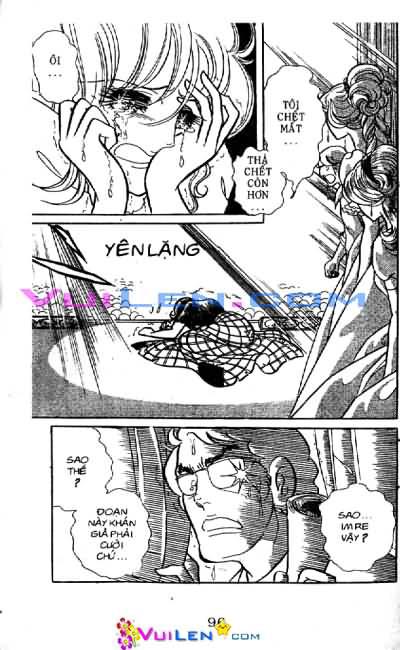 ÔI
...
TÔI
CHẾT
MẤT
...
THÀ
CHẾT
CÒN
HƠN
...
YÊN LẶNG
VUILEN.COM
SAO
THẾ
?
ĐOẠN
NÀY KHÁN
GIẢ PHẢI
CƯỜI
CHỨ...
SAO...
IM RE
VẬY?
VUILEN.COM